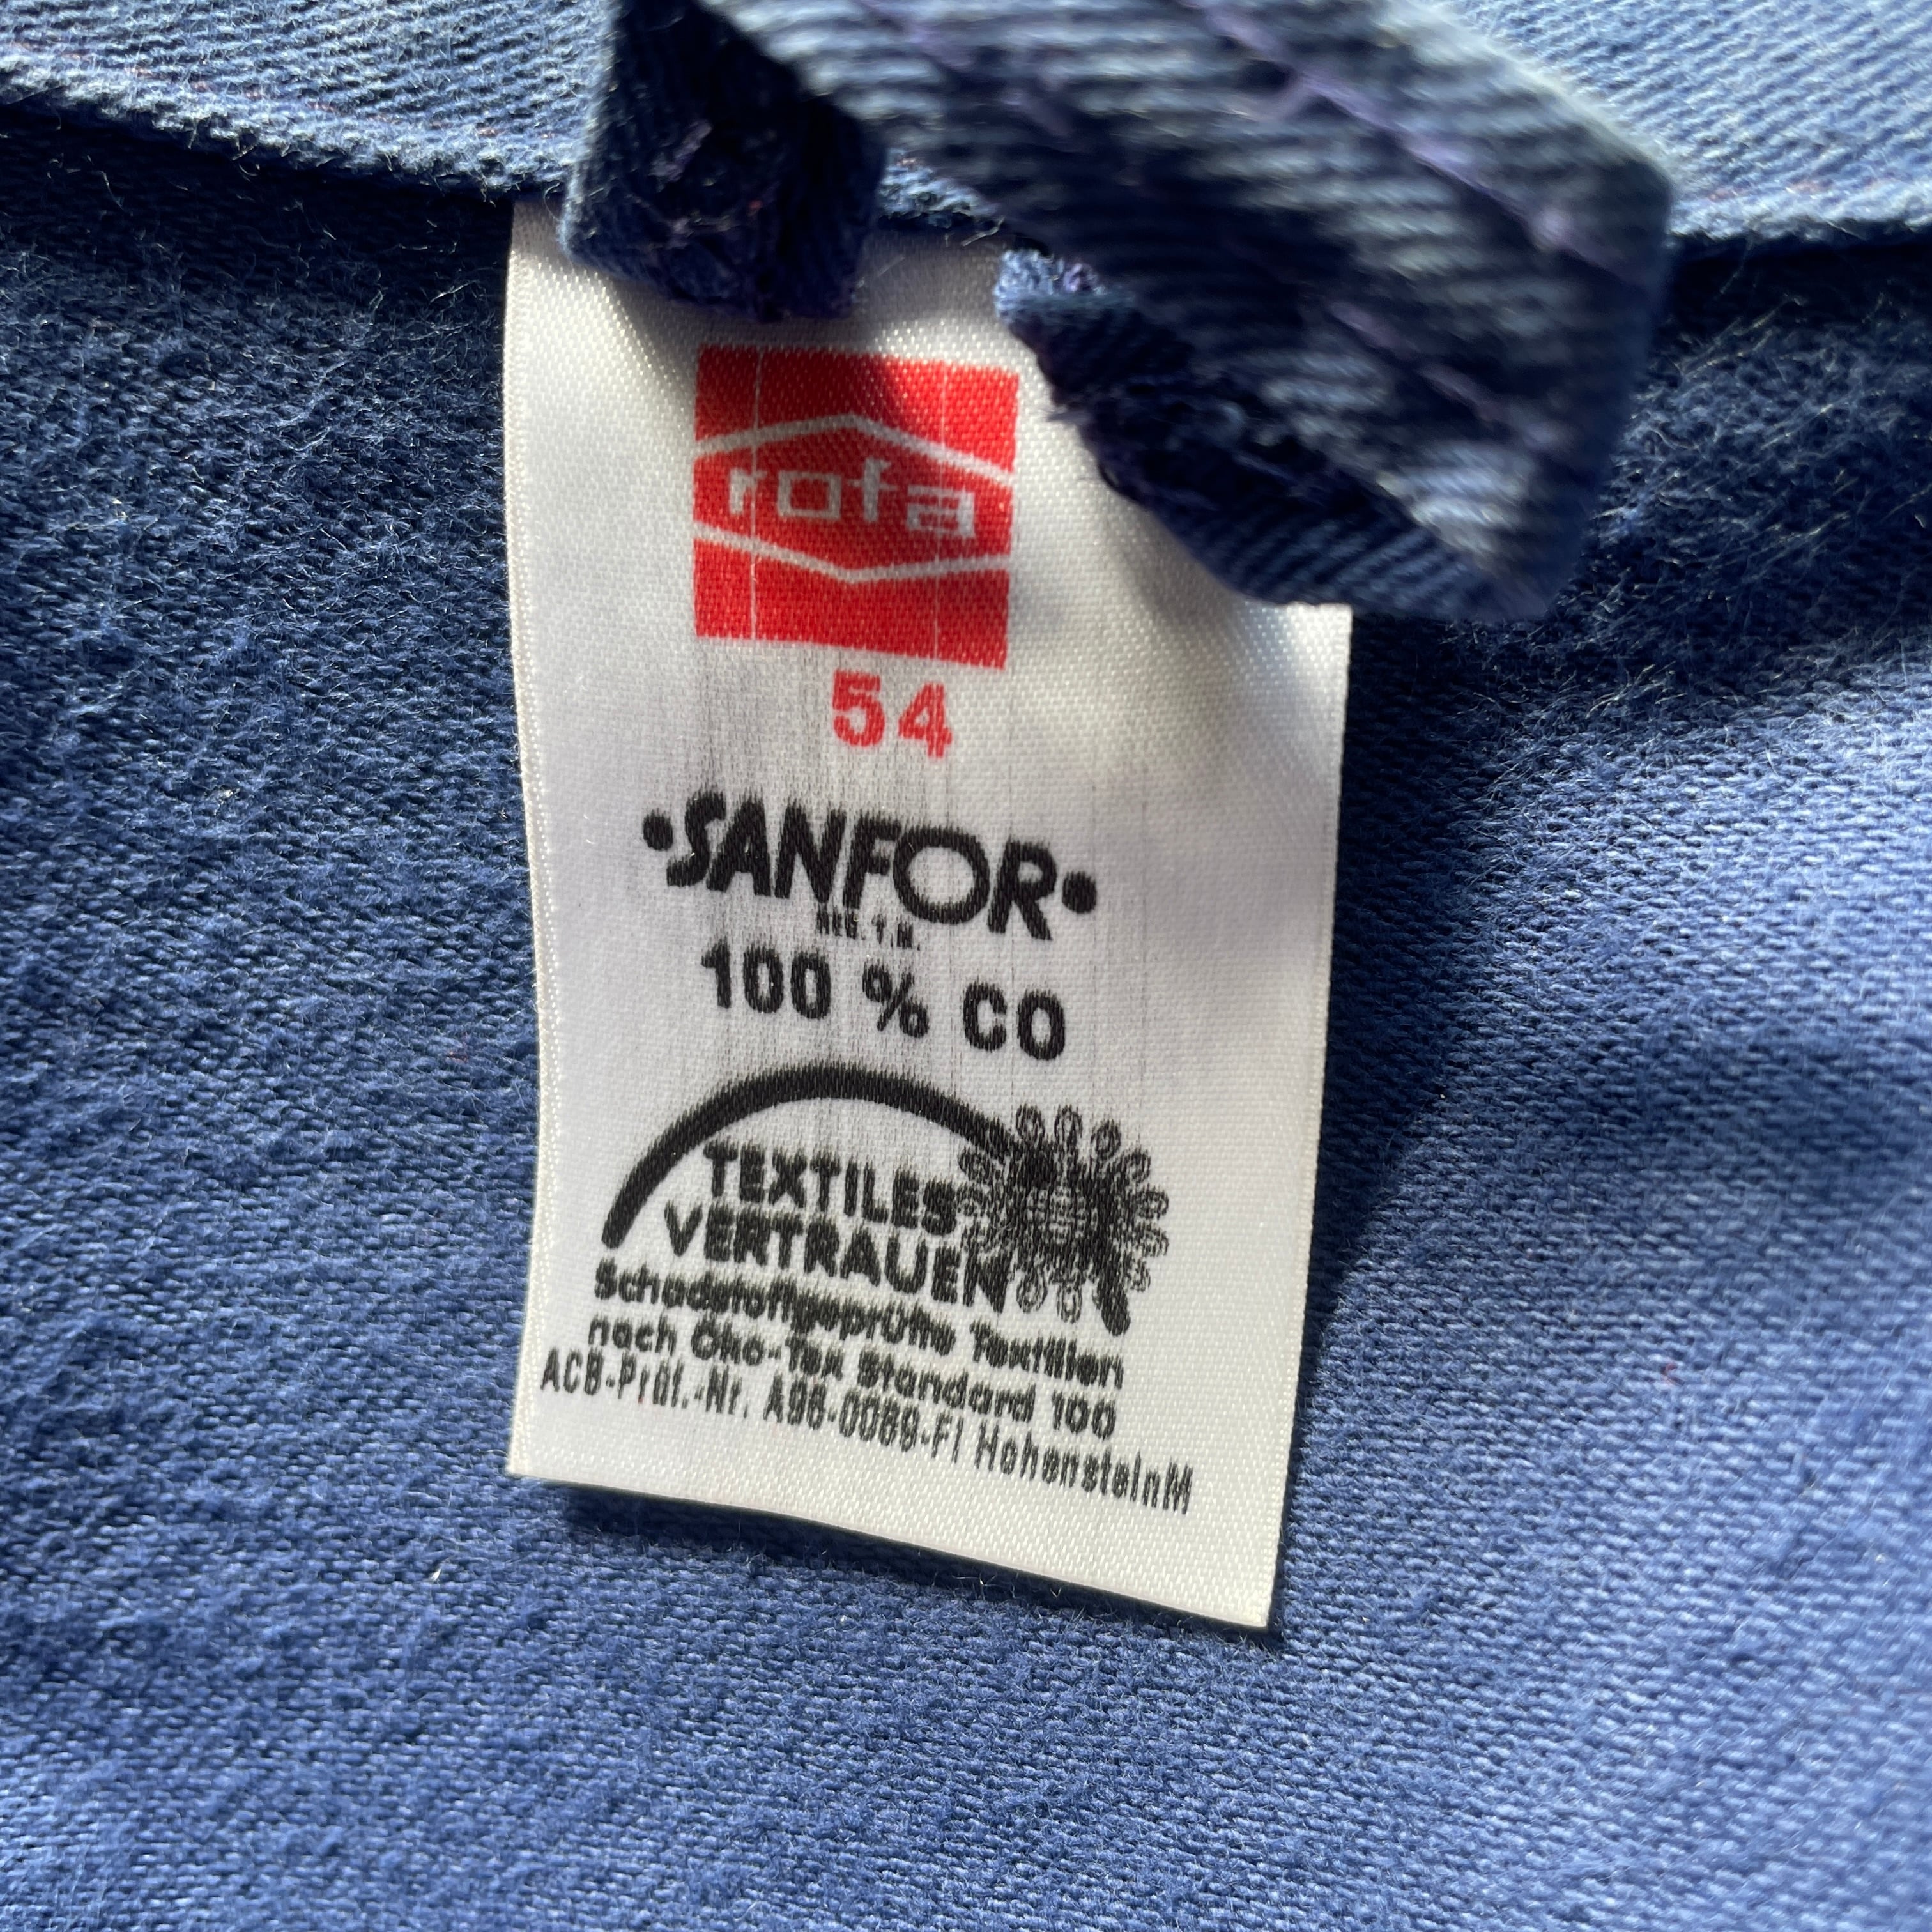 rofa
54
•SANFOR•
REG. T.M.
100 % CO
TEXTILES
VERTRAUEN
Schadstoffgeprüfte Textilien
nach Öko-Tex Standard 100
ACB-Prüf.-Nr. A96-0089-FI HohensteinM